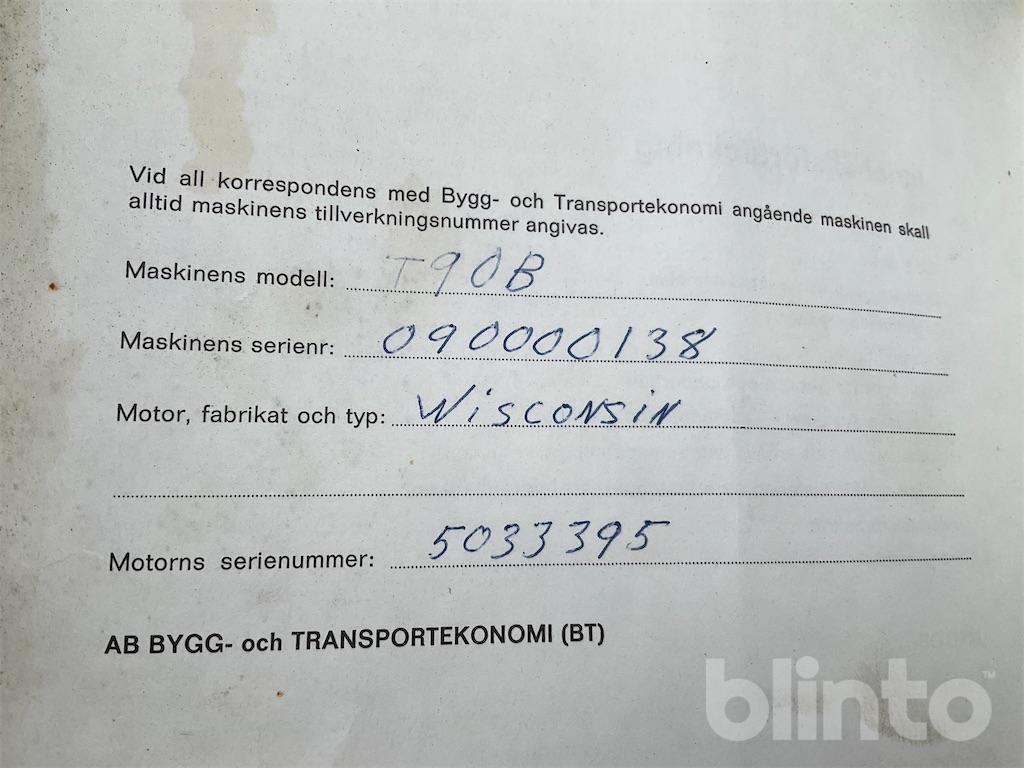 Vid all korrespondens med Bygg- och Transportekonomi angående maskinen skall
alltid maskinens tillverkningsnummer angivas.
Maskinens modell: T90B
Maskinens serienr: 090000138
Motor, fabrikat och typ: Wisconsin
Motorns serienummer: 5033395
AB BYGG- och TRANSPORTEKONOMI (BT)
blinto™